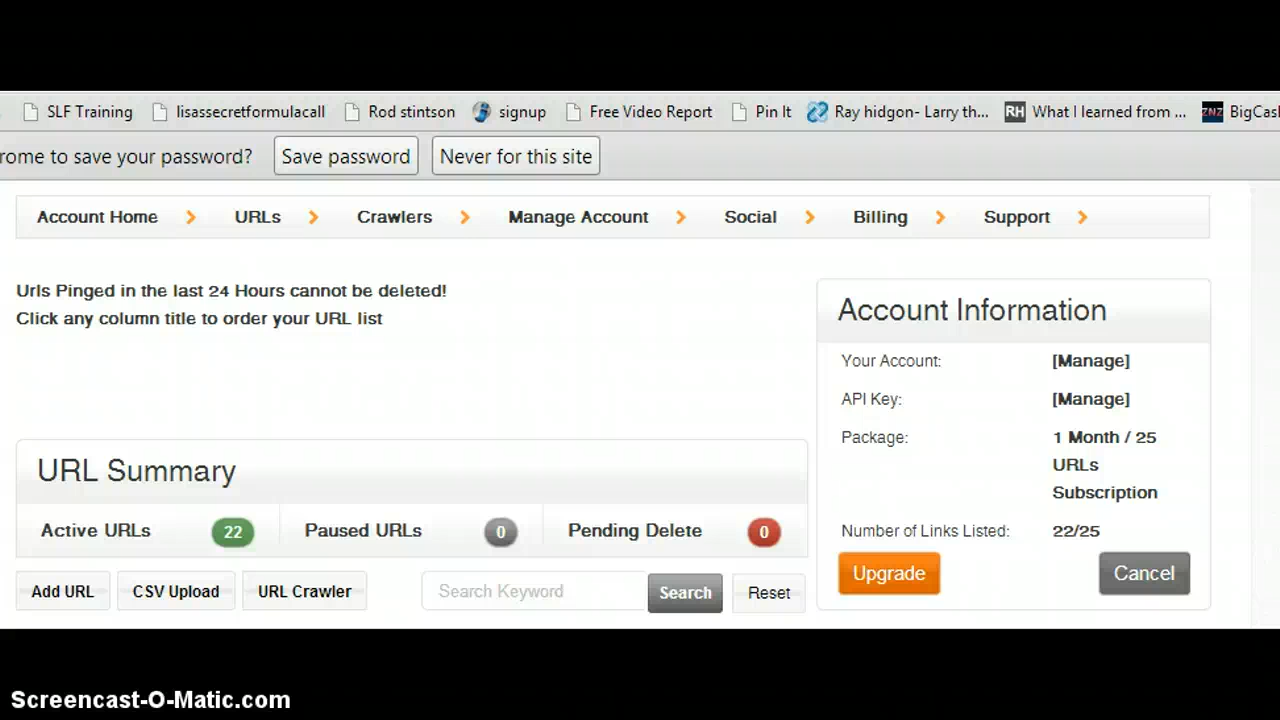 SLF Training lisassecretformulacall Rod stintson signup Free Video Report Pin It Ray hidgon- Larry th... RH What I learned from ... ZNZ BigCas
rome to save your password? Save password Never for this site
Account Home URLs Crawlers Manage Account Social Billing Support
Urls Pinged in the last 24 Hours cannot be deleted!
Click any column title to order your URL list
Account Information
Your Account: [Manage]
API Key: [Manage]
Package: 1 Month / 25
URLs
Subscription
Number of Links Listed: 22/25
Upgrade Cancel
URL Summary
Active URLs 22 Paused URLs 0 Pending Delete 0
Add URL CSV Upload URL Crawler Search Keyword Search Reset
Screencast-O-Matic.com